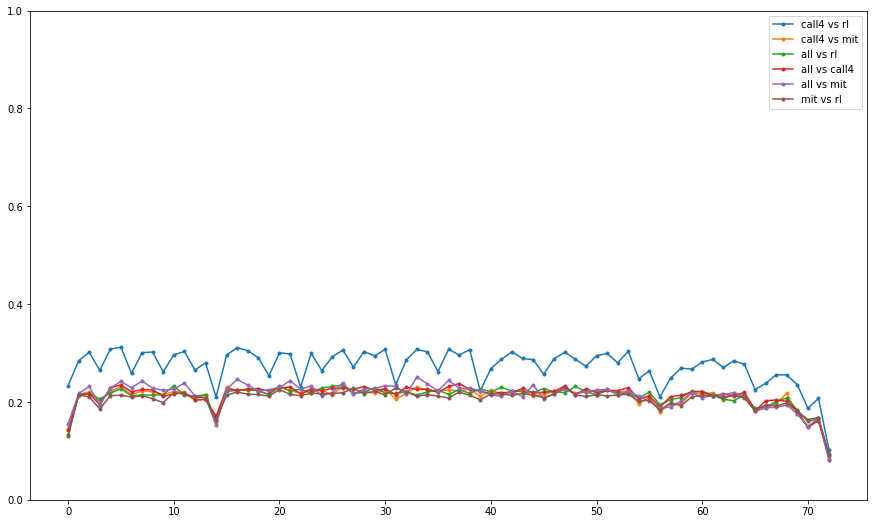 1.0
call4 vs rl
call4 vs mit
all vs rl
all vs call4
all vs mit
mit vs rl
0.8
0.6
0.4
0.2
0.0
0 10 20 30 40 50 60 70